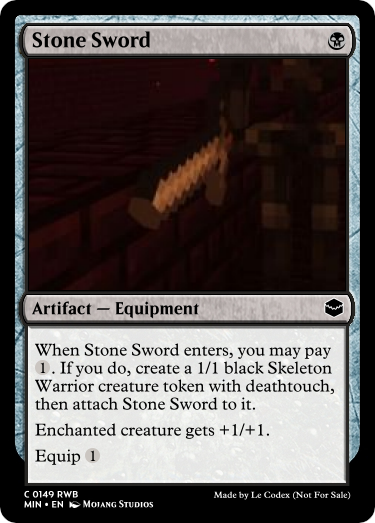 Stone Sword
Artifact — Equipment
When Stone Sword enters, you may pay
1. If you do, create a 1/1 black Skeleton
Warrior creature token with deathtouch,
then attach Stone Sword to it.
Enchanted creature gets +1/+1.
Equip 1
C 0149 RWB
MIN • EN Mojang Studios
Made by Le Codex (Not For Sale)